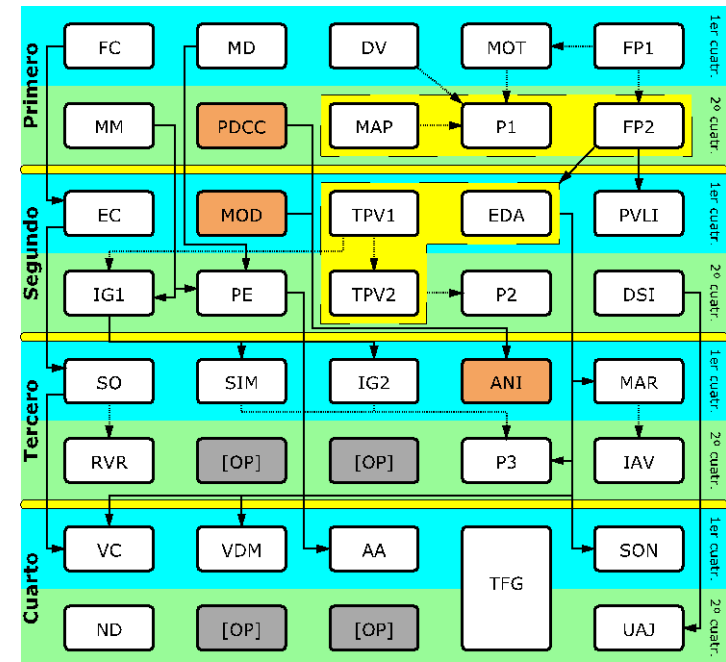 Primero
1er cuatr.
FC
MD
DV
MOT
FP1
2º cuatr.
MM
PDCC
MAP
P1
FP2
Segundo
1er cuatr.
EC
MOD
TPV1
EDA
PVLI
2º cuatr.
IG1
PE
TPV2
P2
DSI
Tercero
1er cuatr.
SO
SIM
IG2
ANI
MAR
2º cuatr.
RVR
[OP]
[OP]
P3
IAV
Cuarto
1er cuatr.
VC
VDM
AA
TFG
SON
2º cuatr.
ND
[OP]
[OP]
UAJ